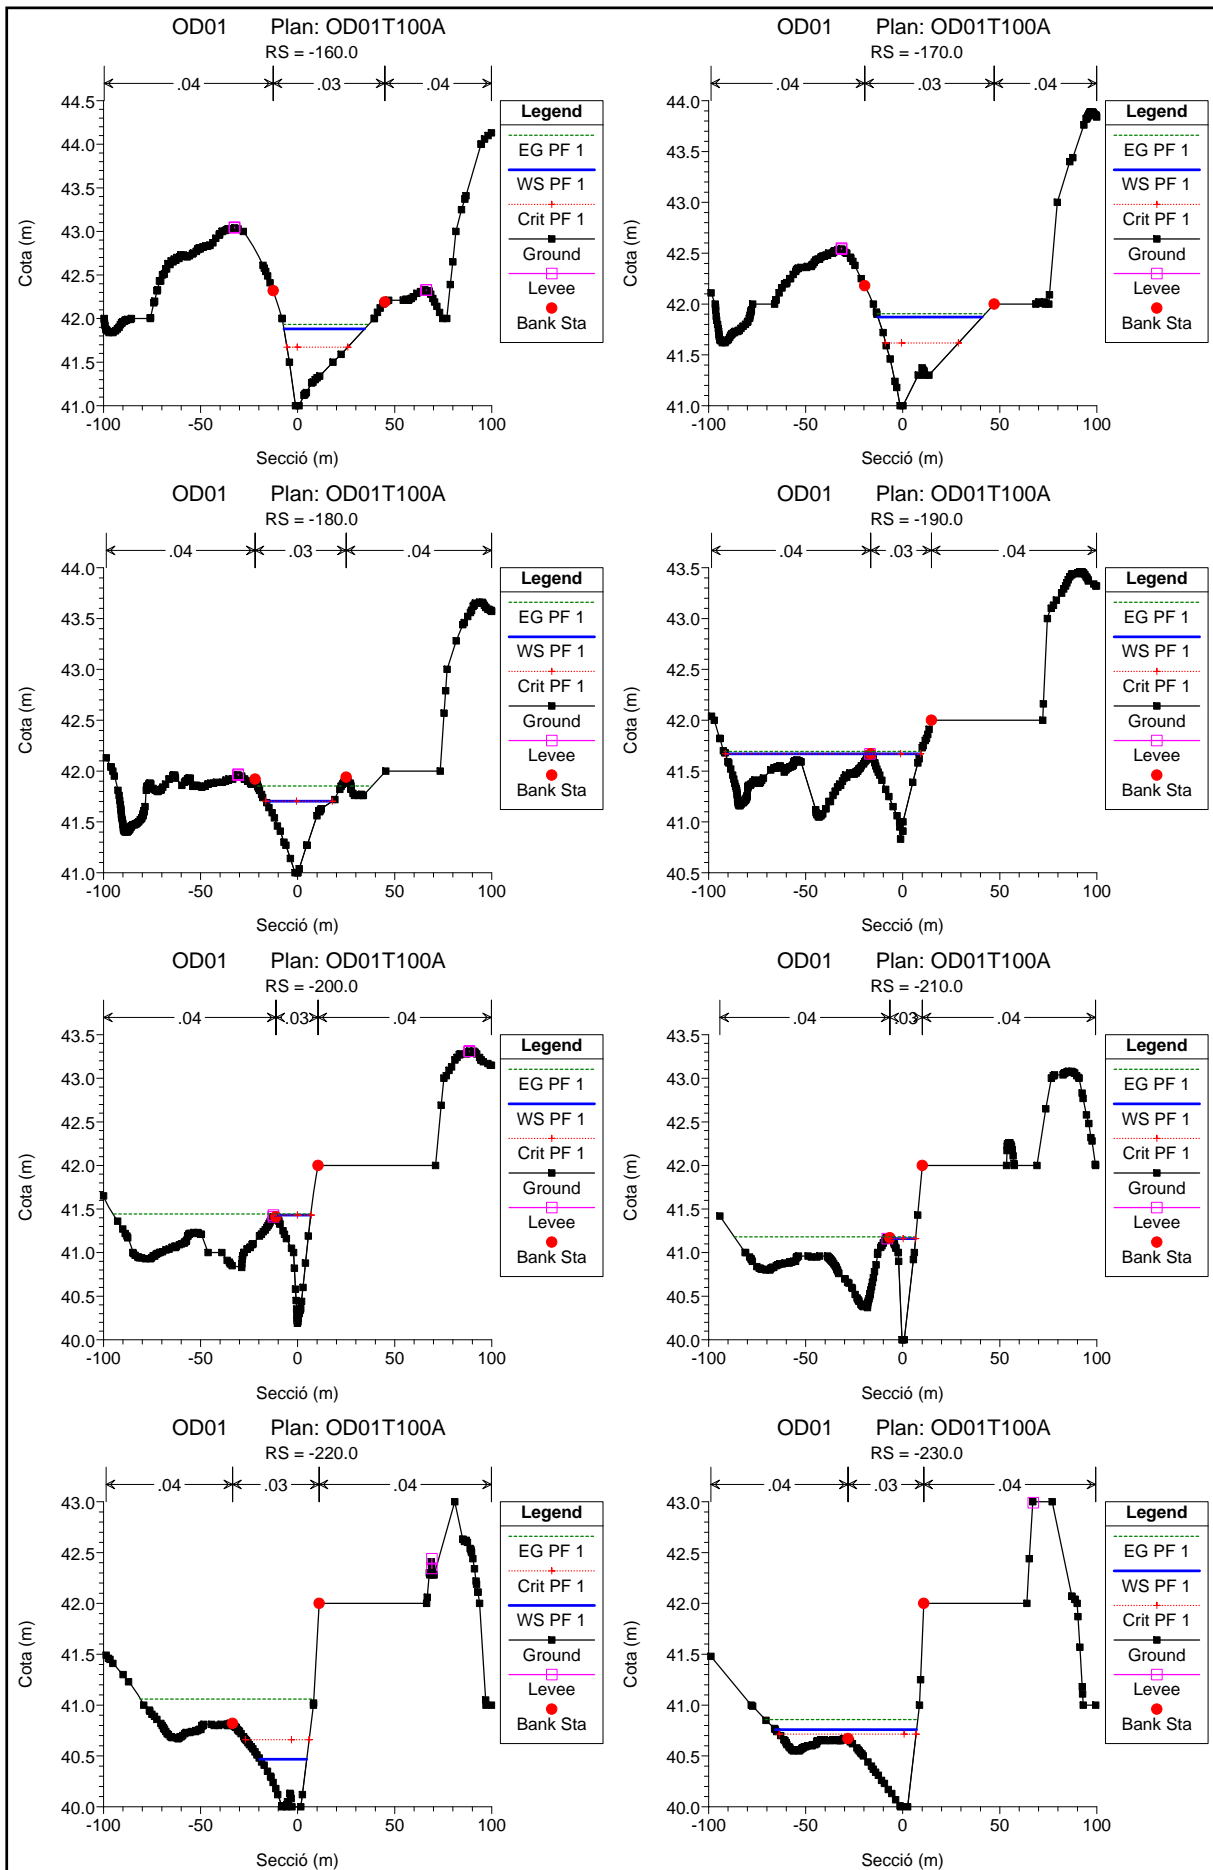 OD01 Plan: OD01T100A
RS = -160.0
.04 .03 .04
44.5
44.0
43.5
43.0
42.5
42.0
41.5
41.0
Cota (m)
-100 -50 0 50 100
Secció (m)
Legend
EG PF 1
WS PF 1
Crit PF 1
Ground
Levee
Bank Sta
OD01 Plan: OD01T100A
RS = -170.0
.04 .03 .04
44.0
43.5
43.0
42.5
42.0
41.5
41.0
Cota (m)
-100 -50 0 50 100
Secció (m)
Legend
EG PF 1
WS PF 1
Crit PF 1
Ground
Levee
Bank Sta
OD01 Plan: OD01T100A
RS = -180.0
.04 .03 .04
44.0
43.5
43.0
42.5
42.0
41.5
41.0
Cota (m)
-100 -50 0 50 100
Secció (m)
Legend
EG PF 1
WS PF 1
Crit PF 1
Ground
Levee
Bank Sta
OD01 Plan: OD01T100A
RS = -190.0
.04 .03 .04
43.5
43.0
42.5
42.0
41.5
41.0
40.5
Cota (m)
-100 -50 0 50 100
Secció (m)
Legend
EG PF 1
WS PF 1
Crit PF 1
Ground
Levee
Bank Sta
OD01 Plan: OD01T100A
RS = -200.0
.04 .03 .04
43.5
43.0
42.5
42.0
41.5
41.0
40.5
40.0
Cota (m)
-100 -50 0 50 100
Secció (m)
Legend
EG PF 1
WS PF 1
Crit PF 1
Ground
Levee
Bank Sta
OD01 Plan: OD01T100A
RS = -210.0
.04 .03 .04
43.5
43.0
42.5
42.0
41.5
41.0
40.5
40.0
Cota (m)
-100 -50 0 50 100
Secció (m)
Legend
EG PF 1
WS PF 1
Crit PF 1
Ground
Levee
Bank Sta
OD01 Plan: OD01T100A
RS = -220.0
.04 .03 .04
43.0
42.5
42.0
41.5
41.0
40.5
40.0
Cota (m)
-100 -50 0 50 100
Secció (m)
Legend
EG PF 1
Crit PF 1
WS PF 1
Ground
Levee
Bank Sta
OD01 Plan: OD01T100A
RS = -230.0
.04 .03 .04
43.0
42.5
42.0
41.5
41.0
40.5
40.0
Cota (m)
-100 -50 0 50 100
Secció (m)
Legend
EG PF 1
WS PF 1
Crit PF 1
Ground
Levee
Bank Sta